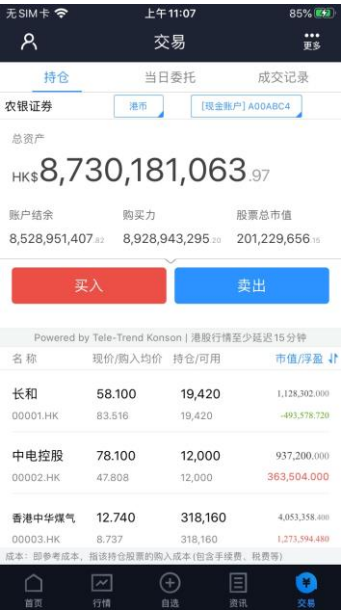 无SIM卡 上午11:07 85%
交易 更多
持仓 当日委托 成交记录
农银证券 港币 [现金账户] A00ABC4
总资产
HK$8,730,181,063.97
账户结余 购买力 股票总市值
8,528,951,407.82 8,928,943,295.20 201,229,656.15
买入 卖出
Powered by Tele-Trend Konson | 港股行情至少延迟15分钟
名称 现价/购入均价 持仓/可用 市值/浮盈
长和 58.100 19,420 1,128,302.000
00001.HK 83.516 19,420 -493,578.720
中电控股 78.100 12,000 937,200.000
00002.HK 47.808 12,000 363,504.000
香港中华煤气 12.740 318,160 4,053,358.400
00003.HK 8.737 318,160 1,273,594.480
成本：即参考成本，指该持仓股票的购入成本(包含手续费、税费等)
首页 行情 自选 资讯 交易